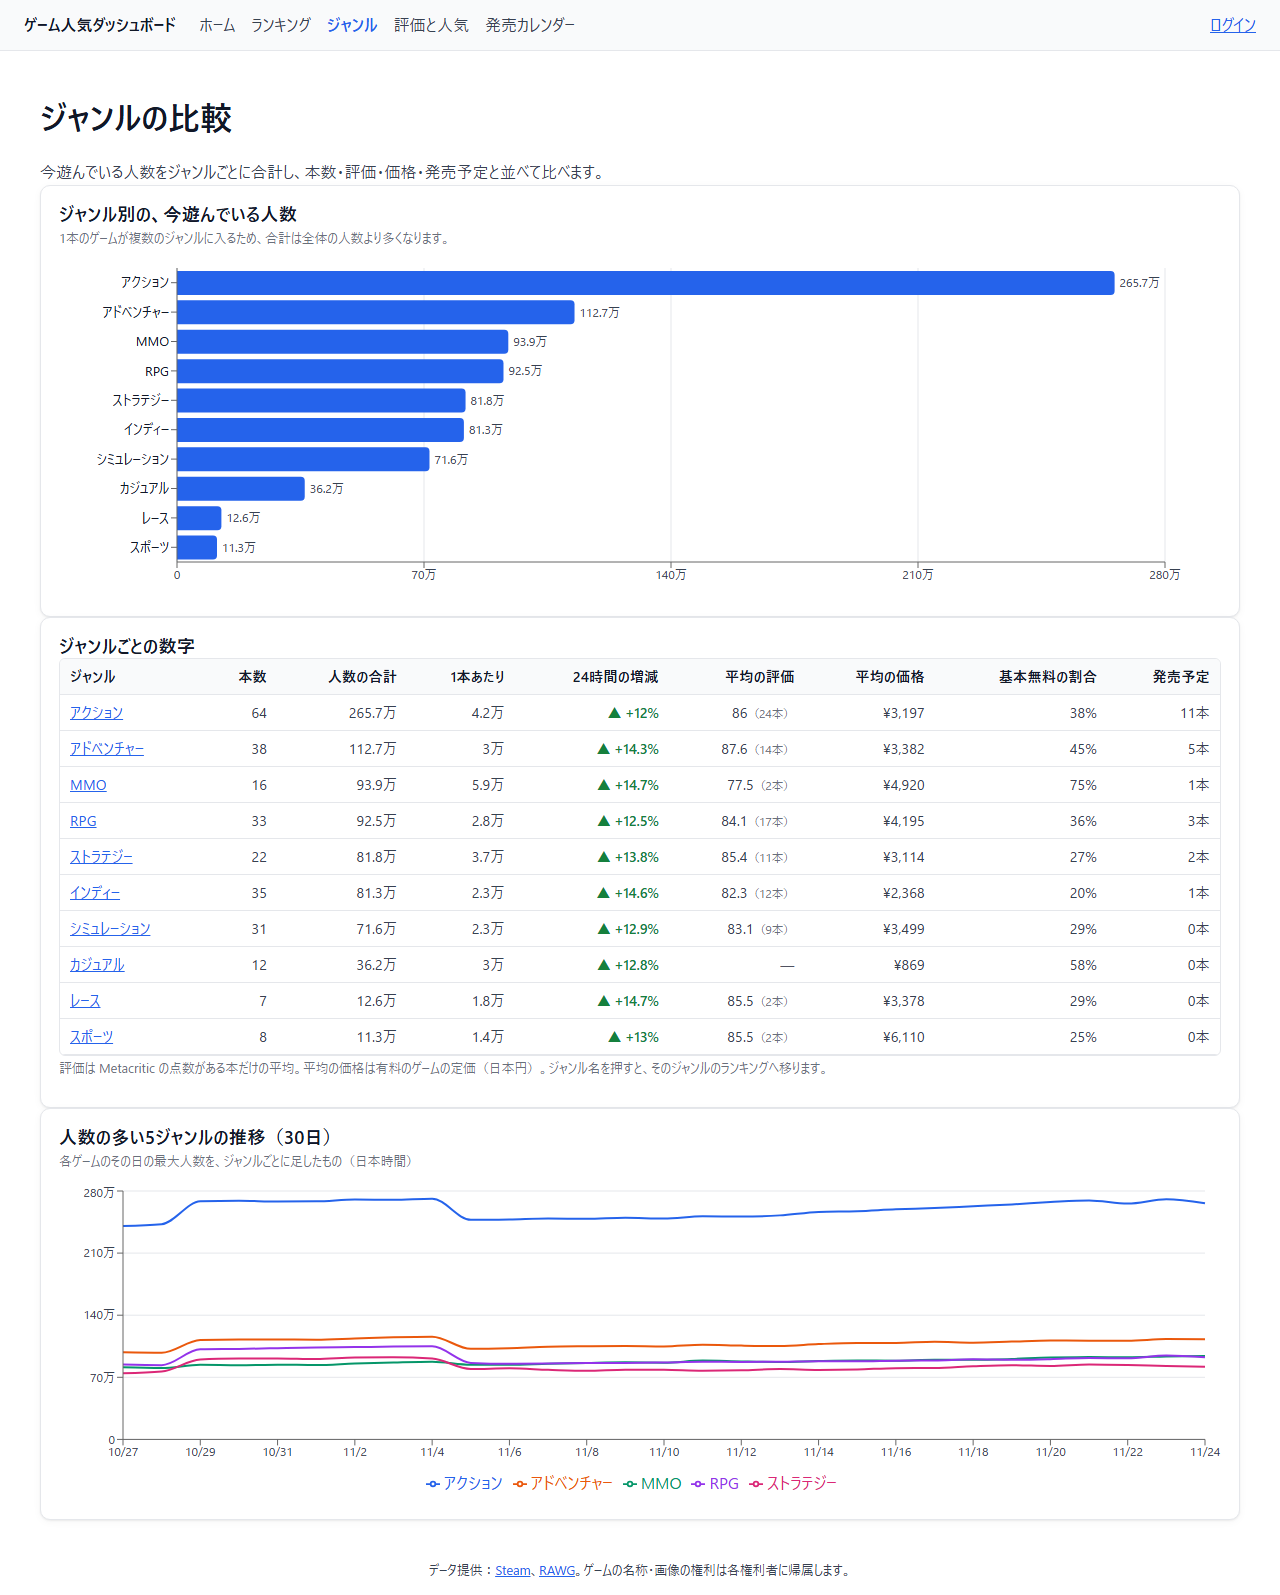 ゲーム人気ダッシュボード ホーム ランキング ジャンル 評価と人気 発売カレンダー ログイン
ジャンルの比較
今遊んでいる人数をジャンルごとに合計し、本数・評価・価格・発売予定と並べて比べます。
ジャンル別の、今遊んでいる人数
1本のゲームが複数のジャンルに入るため、合計は全体の人数より多くなります。
アクション 265.7万
アドベンチャー 112.7万
MMO 93.9万
RPG 92.5万
ストラテジー 81.8万
インディー 81.3万
シミュレーション 71.6万
カジュアル 36.2万
レース 12.6万
スポーツ 11.3万
0 70万 140万 210万 280万
ジャンルごとの数字
ジャンル 本数 人数の合計 1本あたり 24時間の増減 平均の評価 平均の価格 基本無料の割合 発売予定
アクション 64 265.7万 4.2万 ▲ +12% 86（24本） ¥3,197 38% 11本
アドベンチャー 38 112.7万 3万 ▲ +14.3% 87.6（14本） ¥3,382 45% 5本
MMO 16 93.9万 5.9万 ▲ +14.7% 77.5（2本） ¥4,920 75% 1本
RPG 33 92.5万 2.8万 ▲ +12.5% 84.1（17本） ¥4,195 36% 3本
ストラテジー 22 81.8万 3.7万 ▲ +13.8% 85.4（11本） ¥3,114 27% 2本
インディー 35 81.3万 2.3万 ▲ +14.6% 82.3（12本） ¥2,368 20% 1本
シミュレーション 31 71.6万 2.3万 ▲ +12.9% 83.1（9本） ¥3,499 29% 0本
カジュアル 12 36.2万 3万 ▲ +12.8% — ¥869 58% 0本
レース 7 12.6万 1.8万 ▲ +14.7% 85.5（2本） ¥3,378 29% 0本
スポーツ 8 11.3万 1.4万 ▲ +13% 85.5（2本） ¥6,110 25% 0本
評価は Metacritic の点数がある本だけの平均。平均の価格は有料のゲームの定価（日本円）。ジャンル名を押すと、そのジャンルのランキングへ移ります。
人数の多い5ジャンルの推移（30日）
各ゲームのその日の最大人数を、ジャンルごとに足したもの（日本時間）
280万
210万
140万
70万
0
10/27 10/29 10/31 11/2 11/4 11/6 11/8 11/10 11/12 11/14 11/16 11/18 11/20 11/22 11/24
アクション アドベンチャー MMO RPG ストラテジー
データ提供：Steam、RAWG。ゲームの名称・画像の権利は各権利者に帰属します。